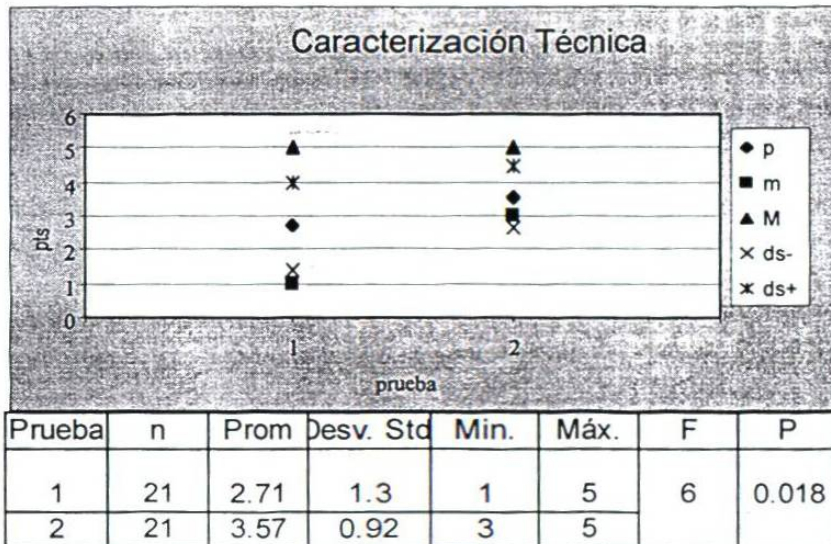 Caracterización Técnica
6
5
4
3
2
1
0
pts
1 2
prueba
p
m
M
ds-
ds+
Prueba n Prom Desv. Std Min. Máx. F P
1 21 2.71 1.3 1 5 6 0.018
2 21 3.57 0.92 3 5